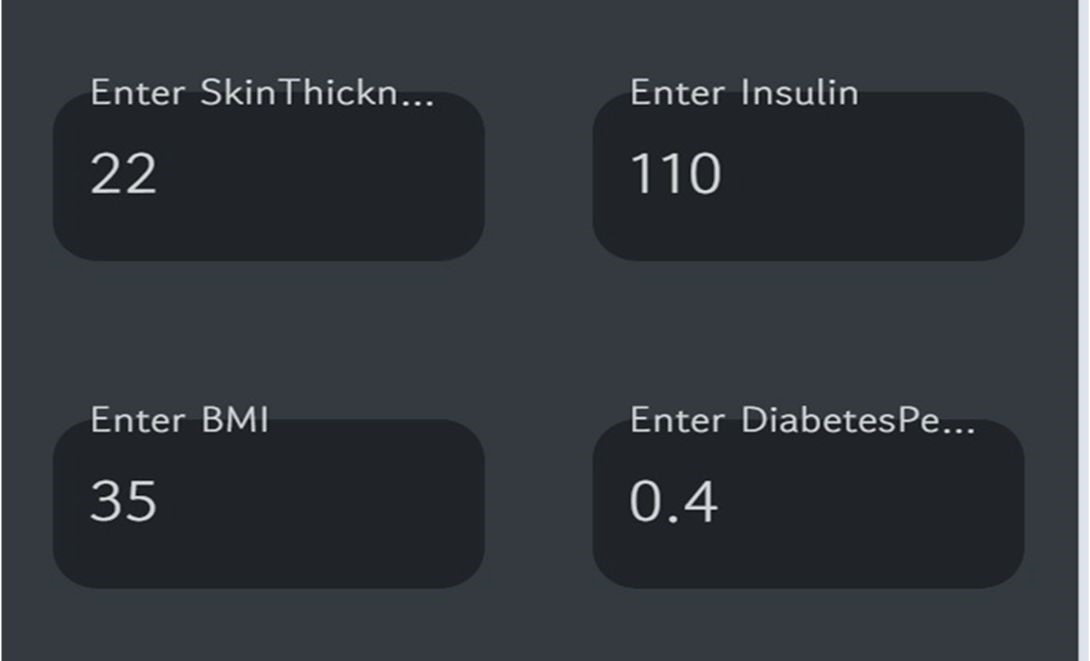 Enter SkinThickn...
Enter Insulin
22
110
Enter BMI
Enter DiabetesPe...
35
0.4